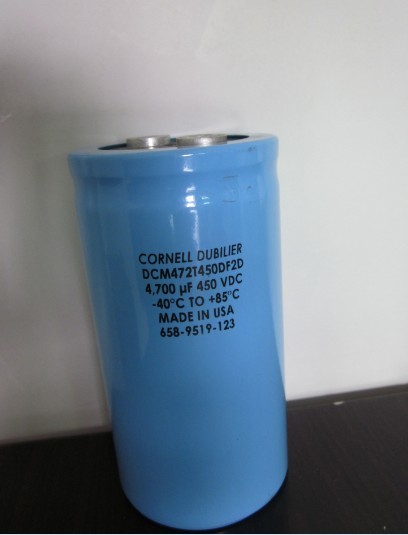 CORNELL DUBILIER
DCM472T450DF2D
4,700 µF 450 VDC
-40°C TO +85°C
MADE IN USA
658-9519-123